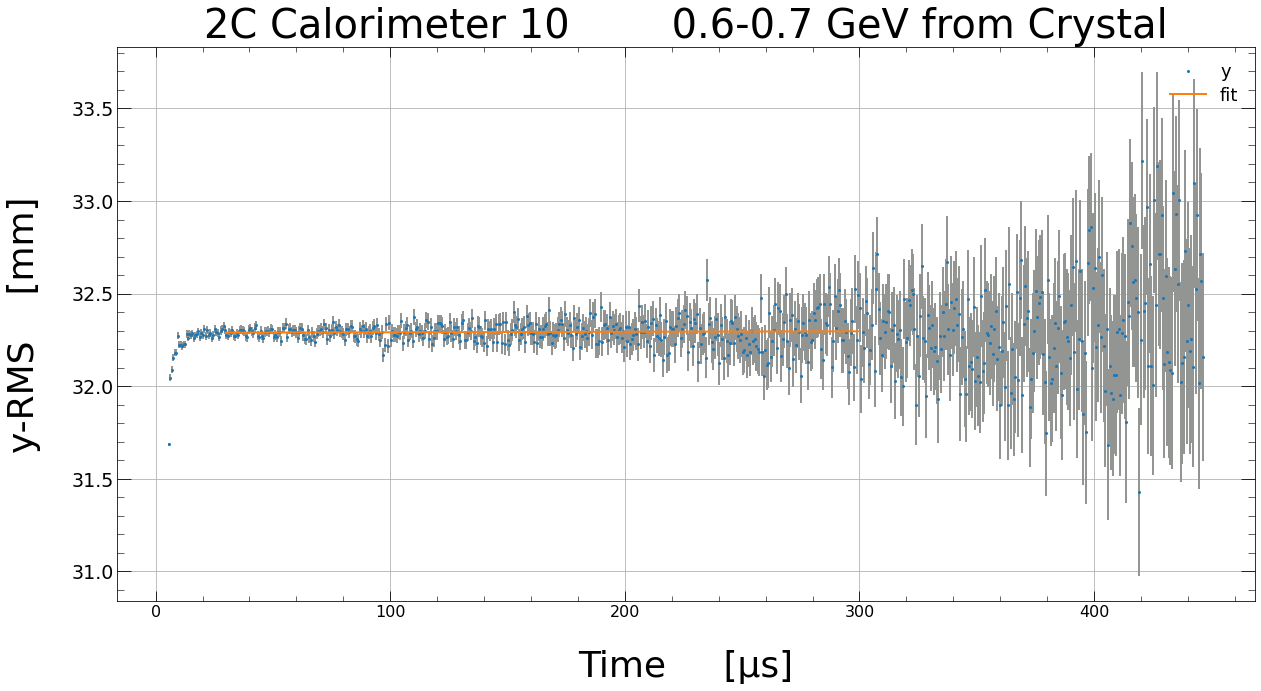 2C Calorimeter 10 0.6-0.7 GeV from Crystal
y
fit
33.5
33.0
32.5
32.0
31.5
31.0
y-RMS [mm]
0 100 200 300 400
Time [μs]